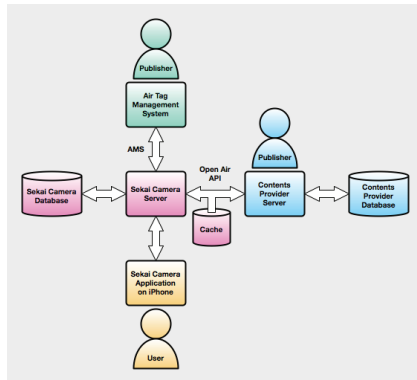 Publisher
Air Tag
Management
System
AMS
Open Air
API
Publisher
Sekai Camera
Database
Sekai Camera
Server
Contents
Provider
Server
Contents
Provider
Database
Cache
Sekai Camera
Application
on iPhone
User